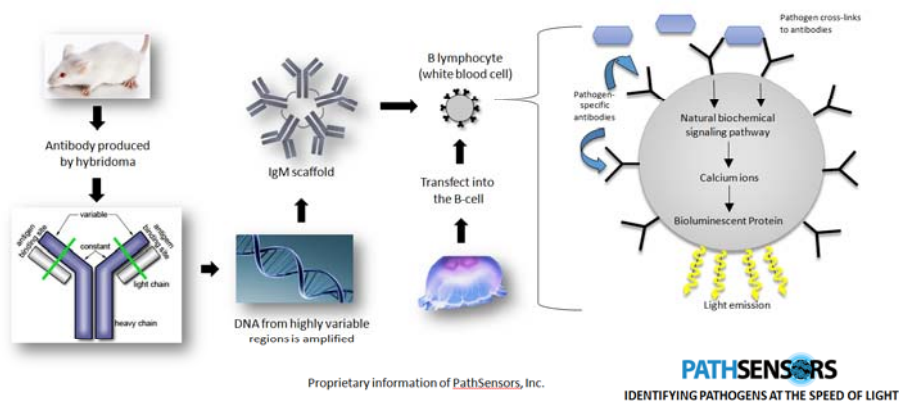 Antibody produced
by hybridoma
variable
antigen
binding site
antigen
binding site
constant
light chain
heavy chain
DNA from highly variable
regions is amplified
IgM scaffold
B lymphocyte
(white blood cell)
Transfect into
the B-cell
Pathogen cross-links
to antibodies
Pathogen-
specific
antibodies
Natural biochemical
signaling pathway
Calcium ions
Bioluminescent Protein
Light emission
Proprietary information of PathSensors, Inc.
PATHSENSORS
IDENTIFYING PATHOGENS AT THE SPEED OF LIGHT